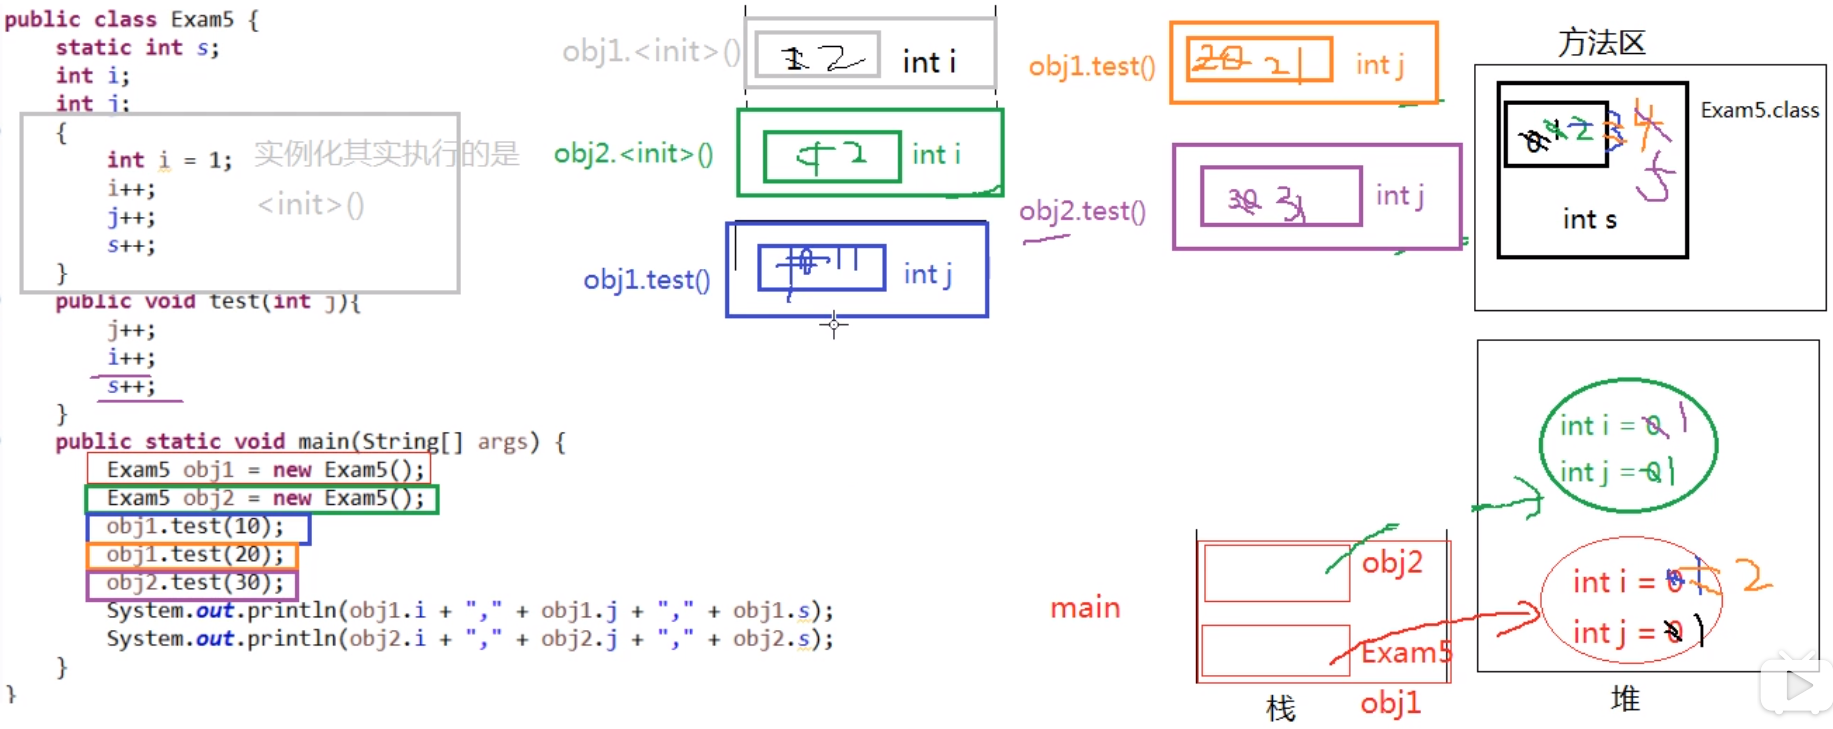 public class Exam5 {
static int s;
int i;
int j;
{
int i = 1;
i++;
j++;
s++;
}
实例化其实执行的是
<init>()
public void test(int j){
j++;
i++;
s++;
}
public static void main(String[] args) {
Exam5 obj1 = new Exam5();
Exam5 obj2 = new Exam5();
obj1.test(10);
obj1.test(20);
obj2.test(30);
System.out.println(obj1.i + "," + obj1.j + "," + obj1.s);
System.out.println(obj2.i + "," + obj2.j + "," + obj2.s);
}
}
obj1.<init>()
1 2
int i
obj2.<init>()
2
int i
obj1.test()
11
int j
obj1.test()
20 21
int j
obj2.test()
30 31
int j
方法区
Exam5.class
2 3 4
5
int s
int i = 0 1
int j = 0 1
int i = 0 1 2
int j = 0 1
堆
main
obj2
Exam5
obj1
栈